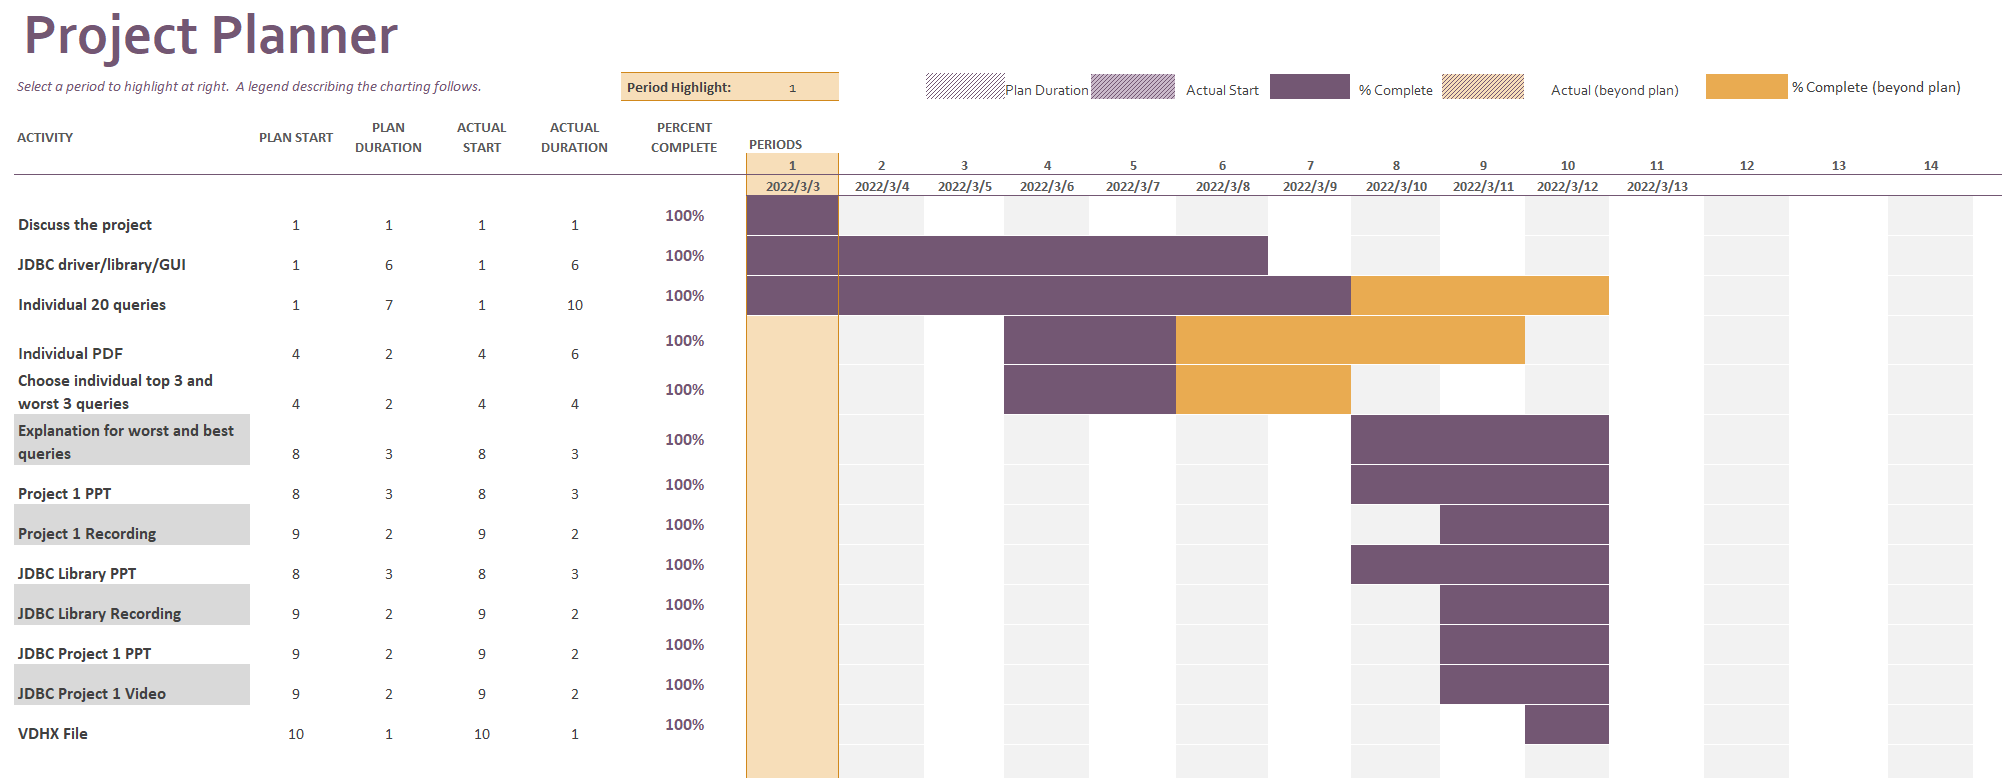 Project Planner
Select a period to highlight at right.  A legend describing the charting follows.
Period Highlight: 1
Plan Duration
Actual Start
% Complete
Actual (beyond plan)
% Complete (beyond plan)
ACTIVITY
PLAN START
PLAN DURATION
ACTUAL START
ACTUAL DURATION
PERCENT COMPLETE
PERIODS
1 2 3 4 5 6 7 8 9 10 11 12 13 14
2022/3/3 2022/3/4 2022/3/5 2022/3/6 2022/3/7 2022/3/8 2022/3/9 2022/3/10 2022/3/11 2022/3/12 2022/3/13
Discuss the project 1 1 1 1 100%
JDBC driver/library/GUI 1 6 1 6 100%
Individual 20 queries 1 7 1 10 100%
Individual PDF 4 2 4 6 100%
Choose individual top 3 and
worst 3 queries 4 2 4 4 100%
Explanation for worst and best
queries 8 3 8 3 100%
Project 1 PPT 8 3 8 3 100%
Project 1 Recording 9 2 9 2 100%
JDBC Library PPT 8 3 8 3 100%
JDBC Library Recording 9 2 9 2 100%
JDBC Project 1 PPT 9 2 9 2 100%
JDBC Project 1 Video 9 2 9 2 100%
VDHX File 10 1 10 1 100%